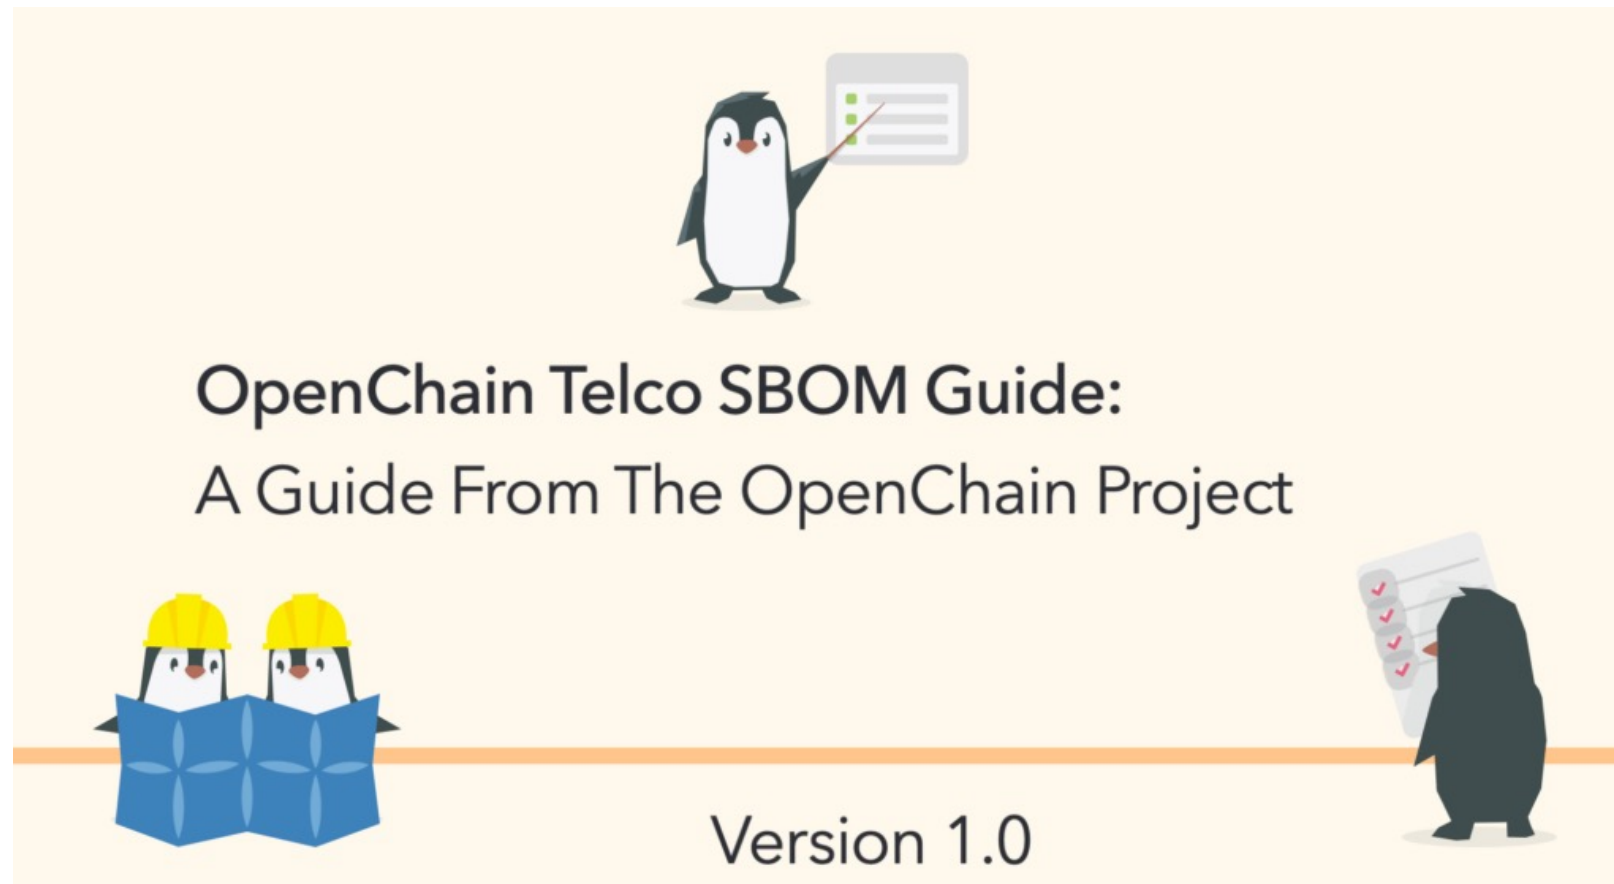 OpenChain Telco SBOM Guide:
A Guide From The OpenChain Project
Version 1.0